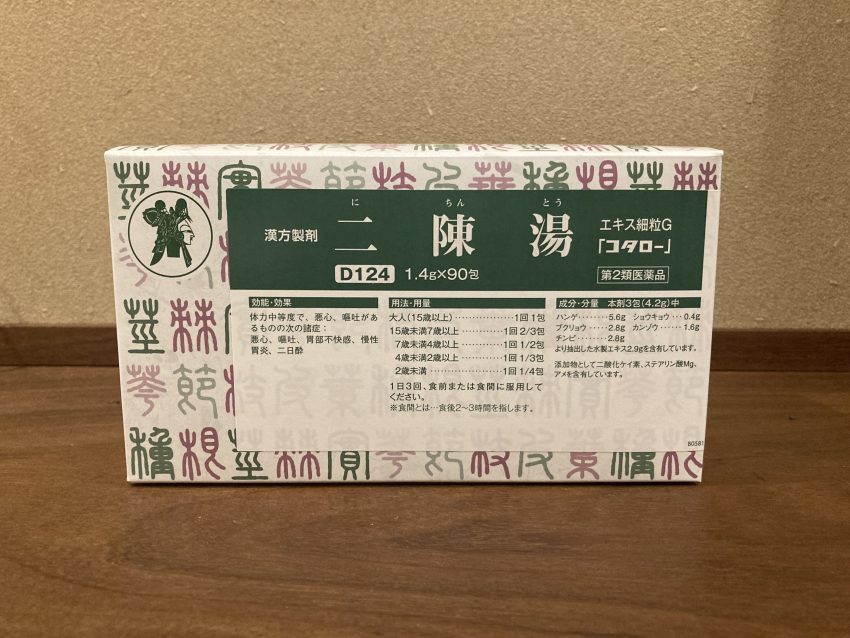 に ちん とう
漢方製剤 二陳湯 エキス細粒G
「コタロー」
D124 1.4g×90包 第2類医薬品
効能・効果
体力中等度で、悪心、嘔吐があ
るものの次の諸症：
悪心、嘔吐、胃部不快感、慢性
胃炎、二日酔
用法・用量
大人(15歳以上)……………1回1包
15歳未満7歳以上……………1回2/3包
7歳未満4歳以上……………1回1/2包
4歳未満2歳以上……………1回1/3包
2歳未満……………1回1/4包
1日3回、食前または食間に服用して
ください。
※食間とは…食後2〜3時間を指します。
成分・分量 本剤3包(4.2g)中
ハンゲ………5.6g ショウキョウ…0.4g
ブクリョウ……2.8g カンゾウ………1.6g
チンピ…………2.8g
より抽出した水製エキス2.9gを含有しています。
添加物として二酸化ケイ素、ステアリン酸Mg、
アメを含有しています。
B0581